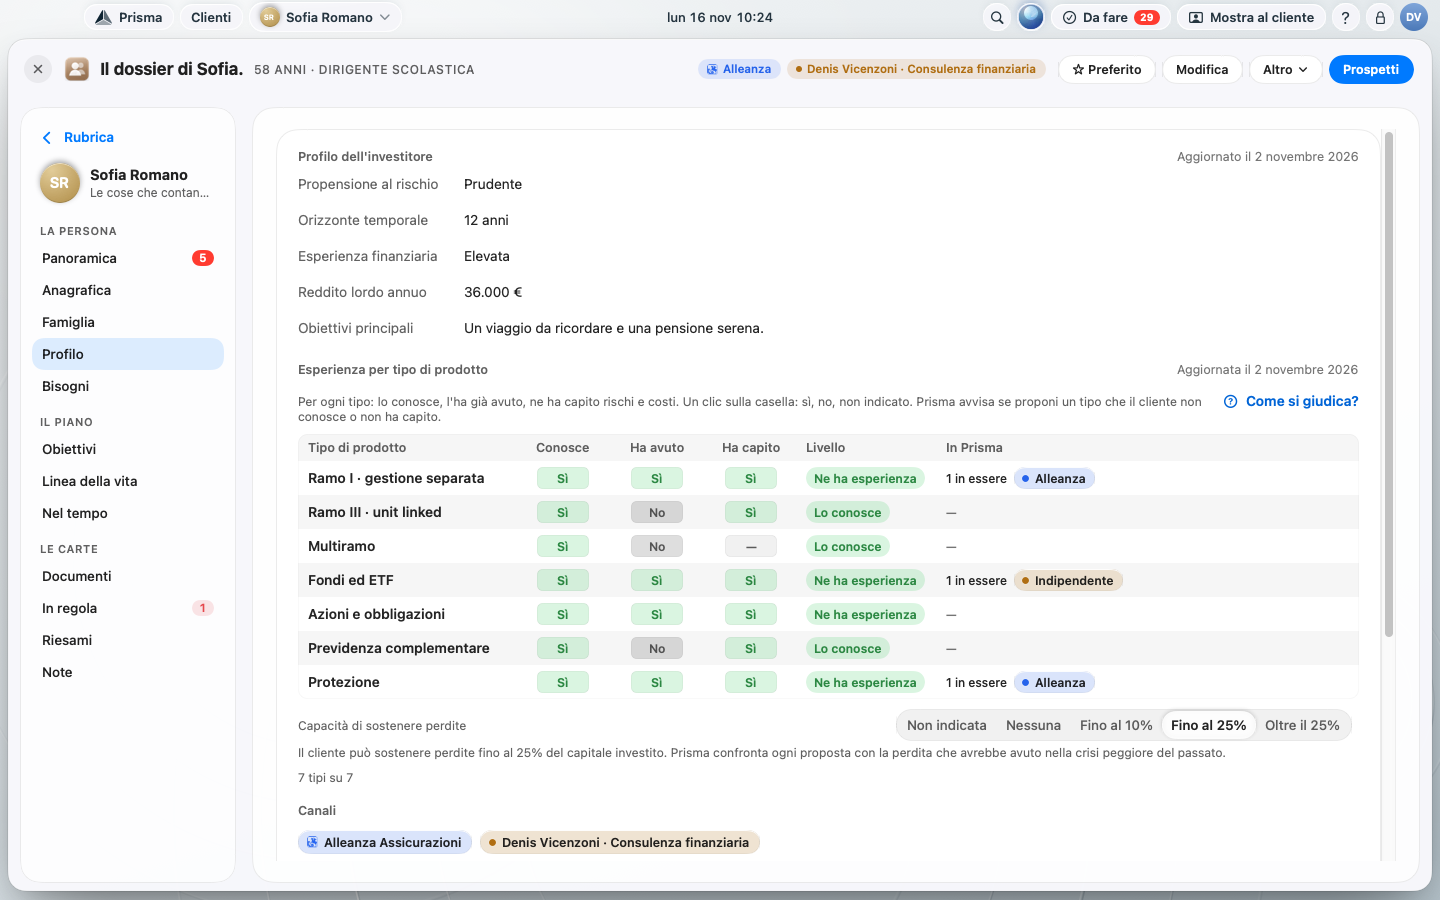 Prisma
Clienti
SR Sofia Romano
lun 16 nov 10:24
Da fare 29
Mostra al cliente
?
DV
Il dossier di Sofia.
58 ANNI · DIRIGENTE SCOLASTICA
Alleanza
Denis Vicenzoni · Consulenza finanziaria
Preferito
Modifica
Altro
Prospetti
Rubrica
SR
Sofia Romano
Le cose che contan...
LA PERSONA
Panoramica 5
Anagrafica
Famiglia
Profilo
Bisogni
IL PIANO
Obiettivi
Linea della vita
Nel tempo
LE CARTE
Documenti
In regola 1
Riesami
Note
Profilo dell'investitore Aggiornato il 2 novembre 2026
Propensione al rischio Prudente
Orizzonte temporale 12 anni
Esperienza finanziaria Elevata
Reddito lordo annuo 36.000 €
Obiettivi principali Un viaggio da ricordare e una pensione serena.
Esperienza per tipo di prodotto Aggiornata il 2 novembre 2026
Per ogni tipo: lo conosce, l'ha già avuto, ne ha capito rischi e costi. Un clic sulla casella: sì, no, non indicato. Prisma avvisa se proponi un tipo che il cliente non
conosce o non ha capito.
? Come si giudica?
Tipo di prodotto Conosce Ha avuto Ha capito Livello In Prisma
Ramo I · gestione separata Sì Sì Sì Ne ha esperienza 1 in essere Alleanza
Ramo III · unit linked Sì No Sì Lo conosce —
Multiramo Sì No — Lo conosce —
Fondi ed ETF Sì Sì Sì Ne ha esperienza 1 in essere Indipendente
Azioni e obbligazioni Sì Sì Sì Ne ha esperienza —
Previdenza complementare Sì No Sì Lo conosce —
Protezione Sì Sì Sì Ne ha esperienza 1 in essere Alleanza
Capacità di sostenere perdite Non indicata Nessuna Fino al 10% Fino al 25% Oltre il 25%
Il cliente può sostenere perdite fino al 25% del capitale investito. Prisma confronta ogni proposta con la perdita che avrebbe avuto nella crisi peggiore del passato.
7 tipi su 7
Canali
Alleanza Assicurazioni
Denis Vicenzoni · Consulenza finanziaria